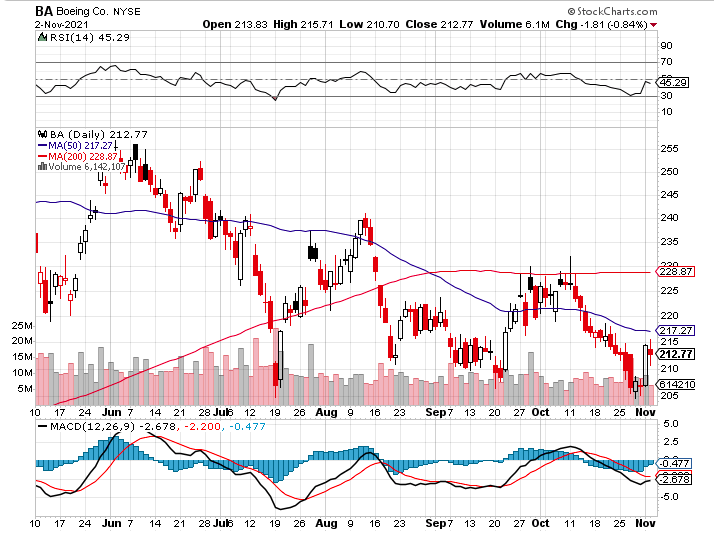 BA Boeing Co. NYSE © StockCharts.com
2-Nov-2021 Open 213.83 High 215.71 Low 210.70 Close 212.77 Volume 6.1M Chg -1.81 (-0.84%)
RSI(14) 45.29
90
70
50
45.29
30
10
BA (Daily) 212.77
MA(50) 217.27
MA(200) 228.87
Volume 6,142,107
255
250
245
240
235
230
228.87
225
220
217.27
215
212.77
210
6142107
205
25M
20M
15M
10M
5M
10 17 24 Jun 7 14 21 28 Jul 6 12 19 26 Aug 9 16 23 Sep 7 13 20 27 Oct 11 18 25 Nov
MACD(12,26,9) -2.678, -2.200, -0.477
5.0
2.5
-0.477
-2.678
-5.0
10 17 24 Jun 7 14 21 28 Jul 6 12 19 26 Aug 9 16 23 Sep 7 13 20 27 Oct 11 18 25 Nov